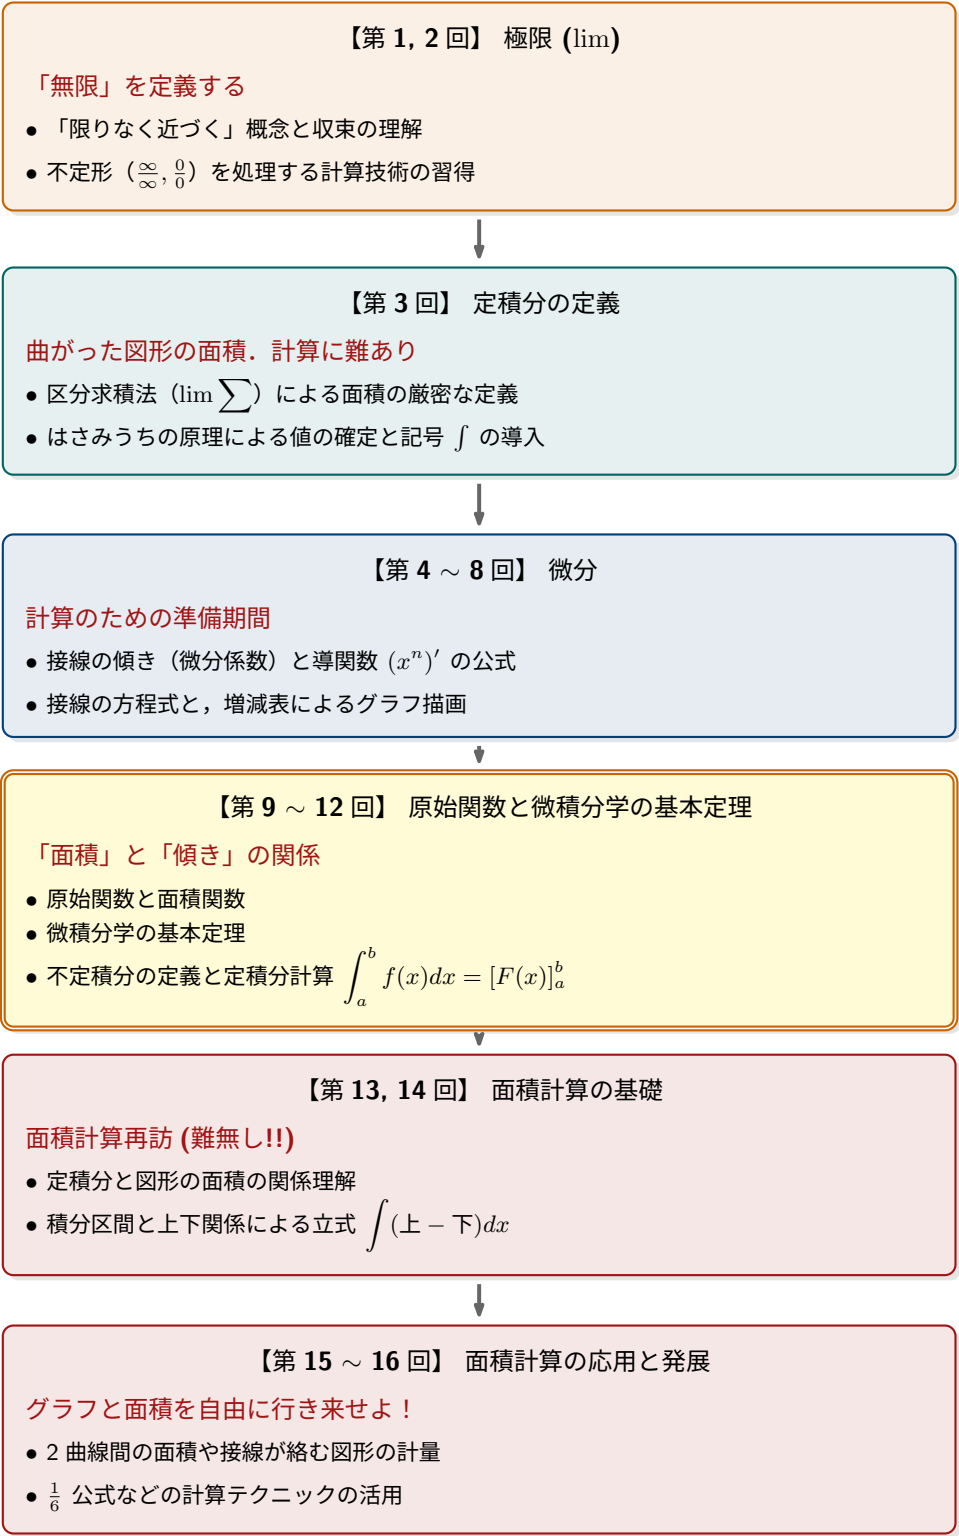 【第 1, 2 回】 極限 (lim)
「無限」を定義する
● 「限りなく近づく」概念と収束の理解
● 不定形（∞/∞, 0/0）を処理する計算技術の習得
【第 3 回】 定積分の定義
曲がった図形の面積．計算に難あり
● 区分求積法（lim ∑）による面積の厳密な定義
● はさみうちの原理による値の確定と記号 ∫ の導入
【第 4 ∼ 8 回】 微分
計算のための準備期間
● 接線の傾き（微分係数）と導関数 (xⁿ)′ の公式
● 接線の方程式と，増減表によるグラフ描画
【第 9 ∼ 12 回】 原始関数と微積分学の基本定理
「面積」と「傾き」の関係
● 原始関数と面積関数
● 微積分学の基本定理
● 不定積分の定義と定積分計算 ∫_a^b f(x)dx = [F(x)]_a^b
【第 13, 14 回】 面積計算の基礎
面積計算再訪 (難無し!!)
● 定積分と図形の面積の関係理解
● 積分区間と上下関係による立式 ∫(上 − 下)dx
【第 15 ∼ 16 回】 面積計算の応用と発展
グラフと面積を自由に行き来せよ！
● 2 曲線間の面積や接線が絡む図形の計量
● 1/6 公式などの計算テクニックの活用